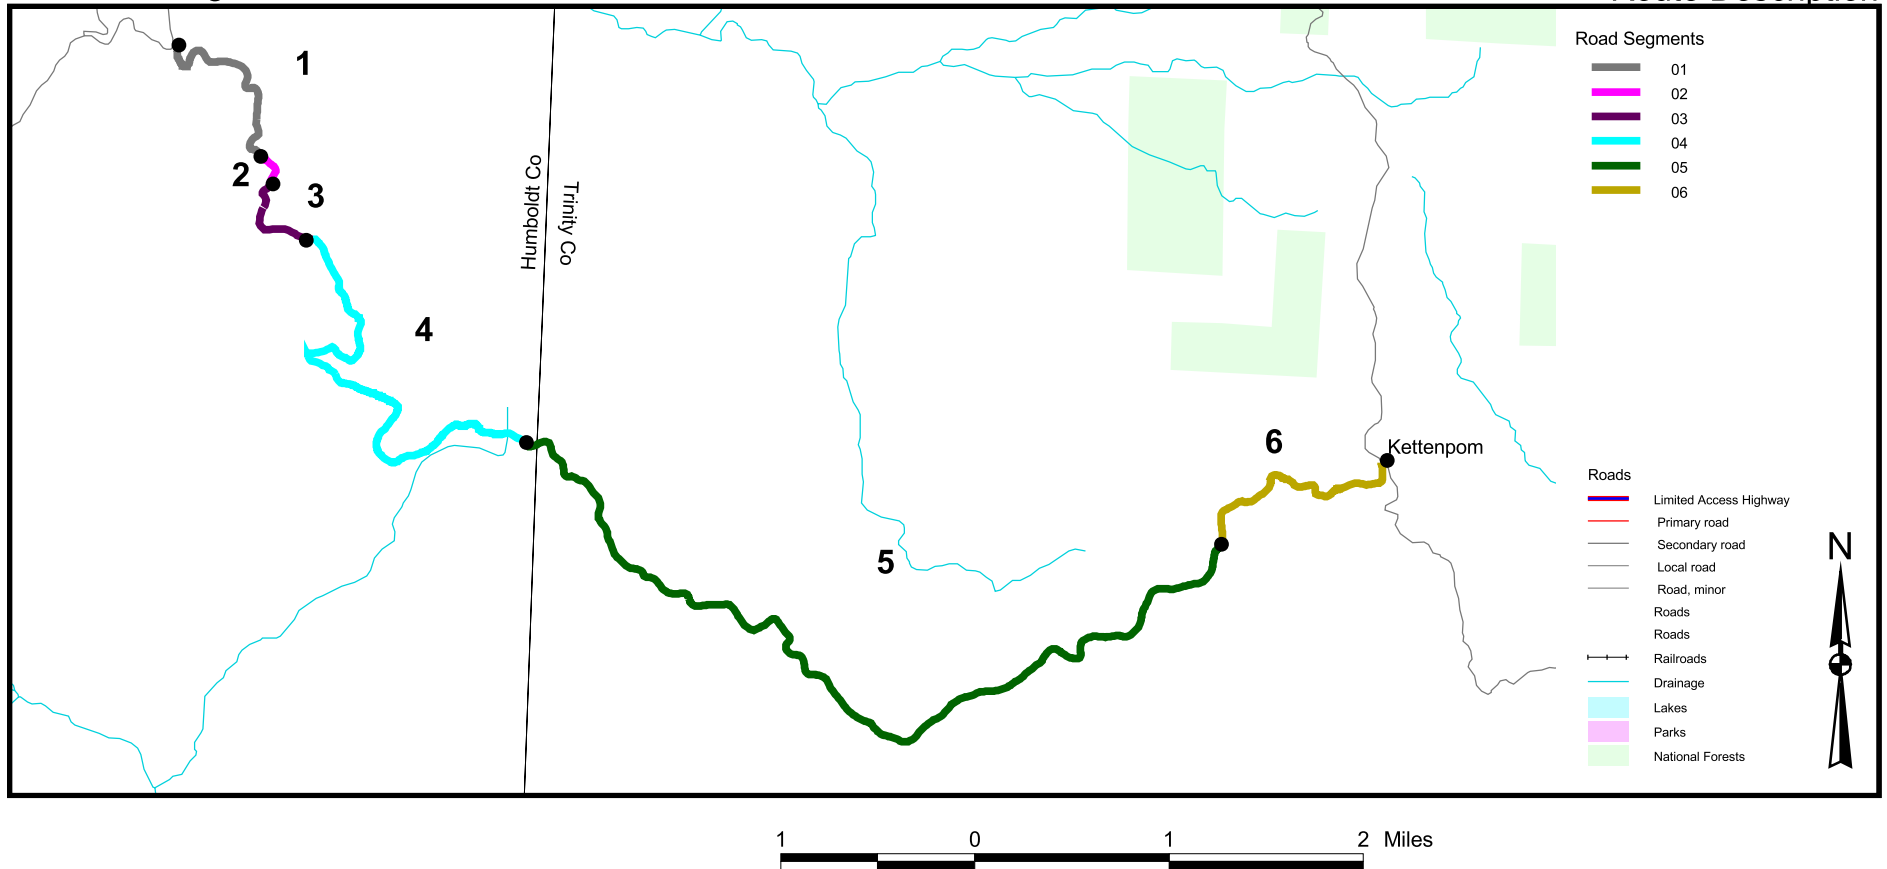 Road Segments
01
02
03
04
05
06
1
2
3
4
5
6
Humboldt Co
Trinity Co
Kettenpom
Roads
Limited Access Highway
Primary road
Secondary road
Local road
Road, minor
Roads
Roads
Railroads
Drainage
Lakes
Parks
National Forests
N
1 0 1 2 Miles